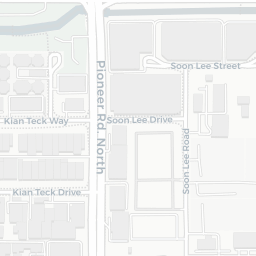 Soon Lee Street
Pioneer Rd. North
Kian Teck Way
Soon Lee Drive
Soon Lee Road
Kian Teck Drive